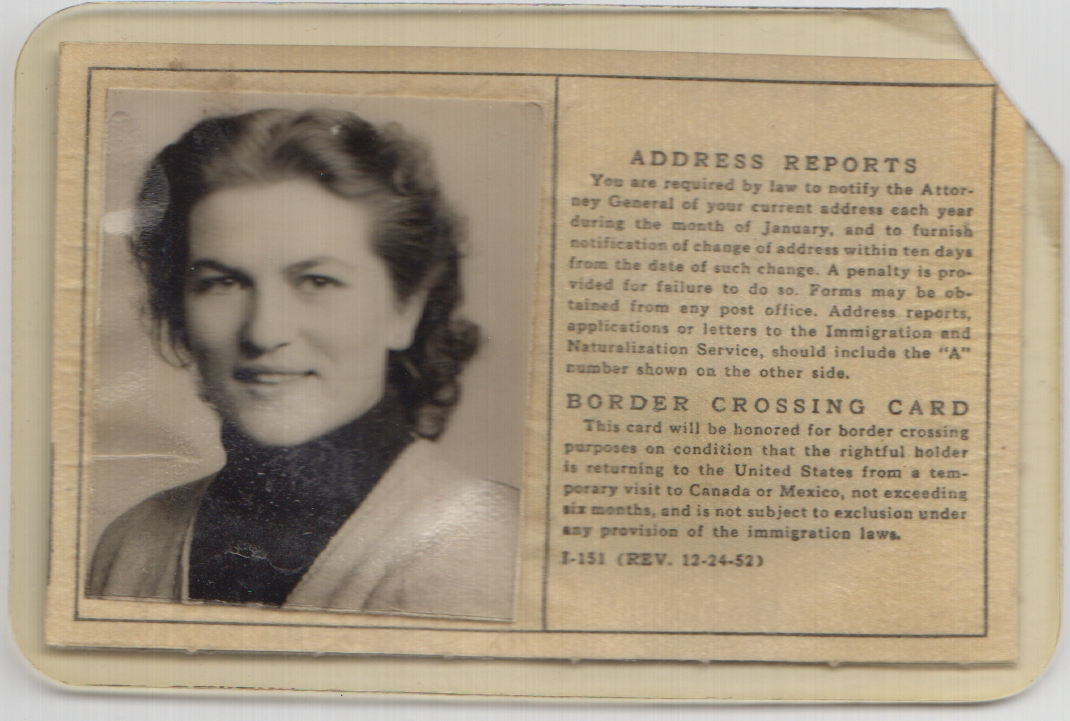 ADDRESS REPORTS
You are required by law to notify the Attor-
ney General of your current address each year
during the month of January, and to furnish
notification of change of address within ten days
from the date of such change. A penalty is pro-
vided for failure to do so. Forms may be ob-
tained from any post office. Address reports,
applications or letters to the Immigration and
Naturalization Service, should include the "A"
number shown on the other side.
BORDER CROSSING CARD
This card will be honored for border crossing
purposes on condition that the rightful holder
is returning to the United States from a tem-
porary visit to Canada or Mexico, not exceeding
six months, and is not subject to exclusion under
any provision of the immigration laws.
I-151 (REV. 12-24-52)